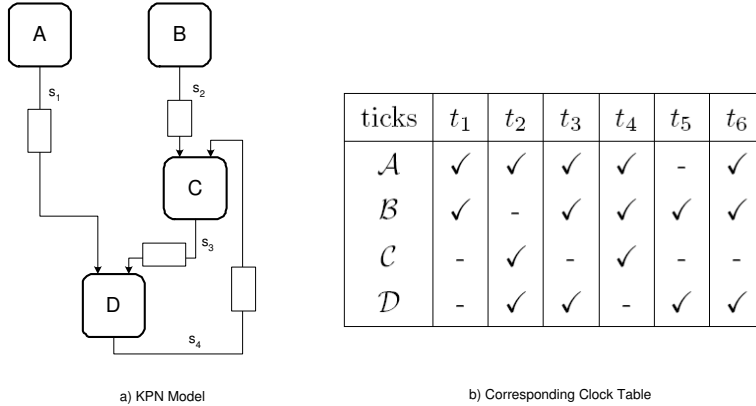 A
B
s1
s2
C
s3
D
s4
a) KPN Model
ticks t1 t2 t3 t4 t5 t6
A ✓ ✓ ✓ ✓ - ✓
B ✓ - ✓ ✓ ✓ ✓
C - ✓ - ✓ - -
D - ✓ ✓ - ✓ ✓
b) Corresponding Clock Table